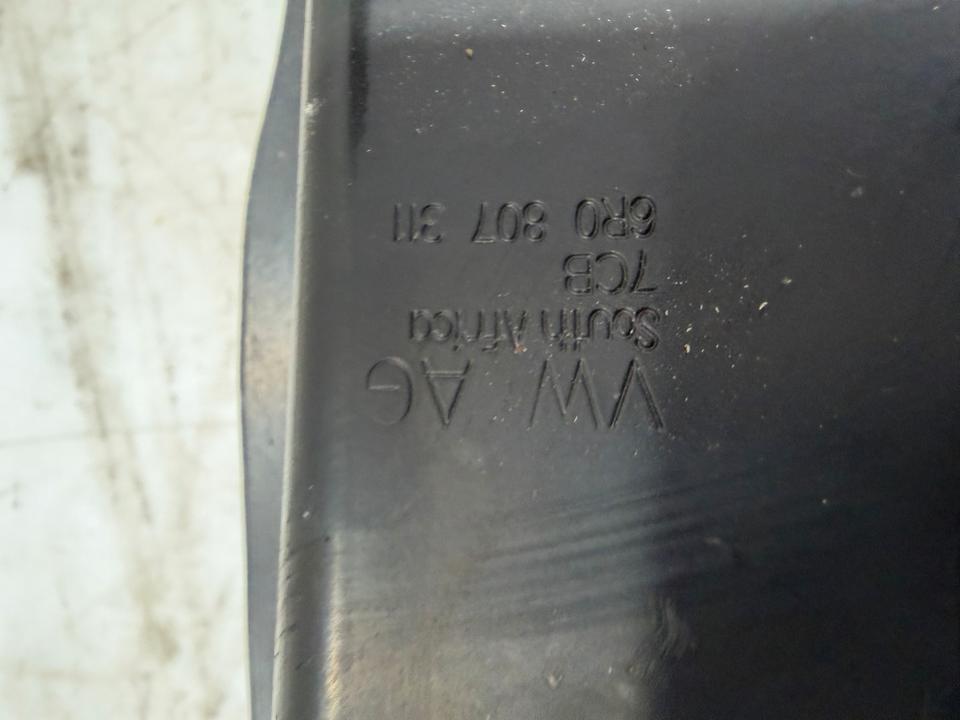 VW AG
South Africa
7CB
6R0 807 311